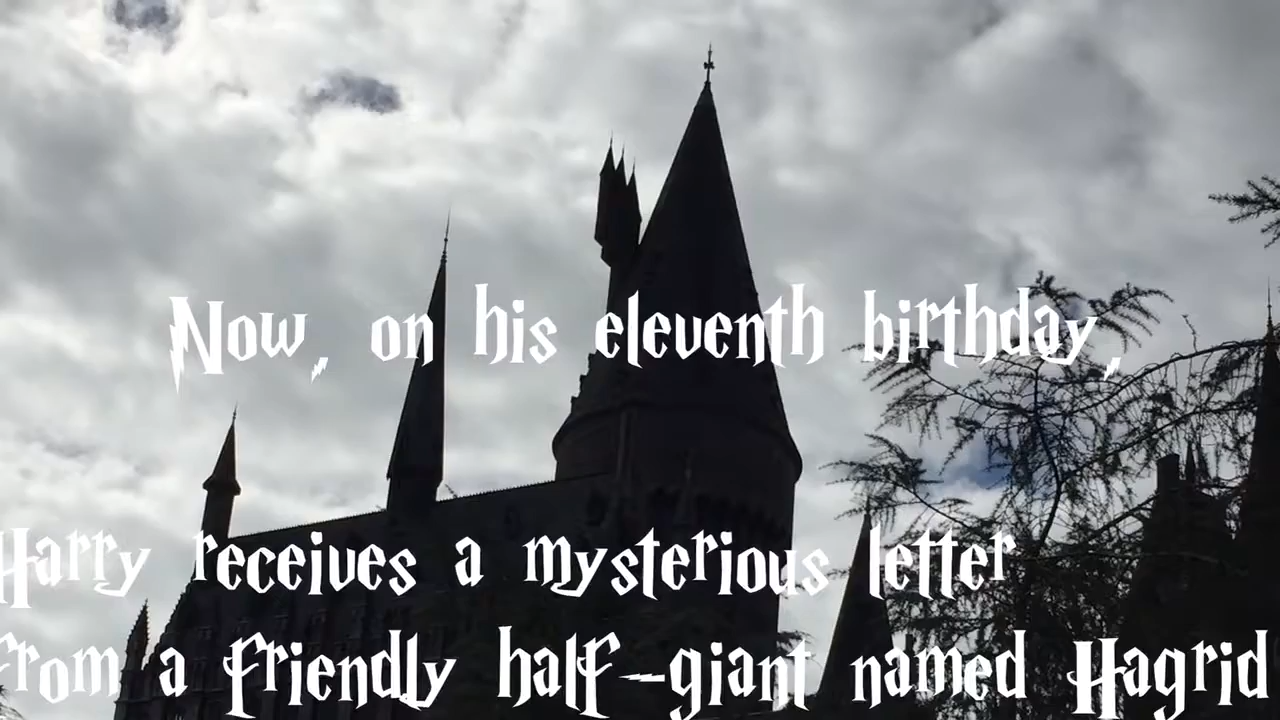 Now, on his eleventh birthday,
Harry receives a mysterious letter
from a friendly half-giant named Hagrid